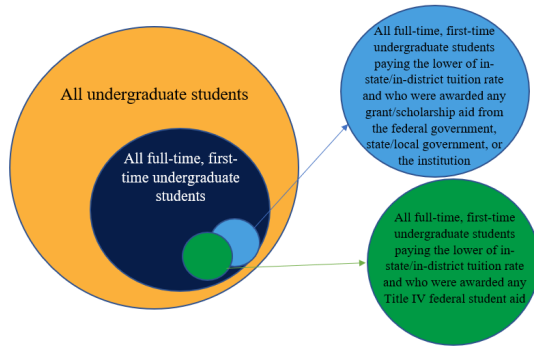 All undergraduate students
All full-time, first-
time undergraduate
students
All full-time, first-time
undergraduate students
paying the lower of in-
state/in-district tuition rate
and who were awarded any
grant/scholarship aid from
the federal government,
state/local government, or
the institution
All full-time, first-time
undergraduate students
paying the lower of in-
state/in-district tuition rate
and who were awarded any
Title IV federal student aid